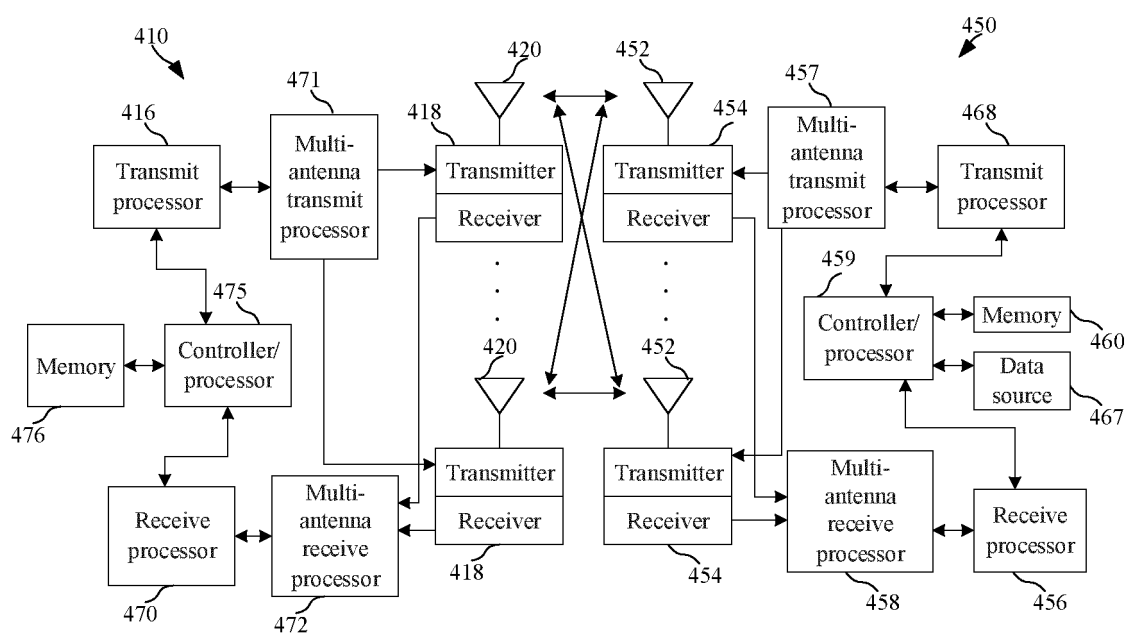 410
450
420
452
471
457
416
418
454
468
Multi-
antenna
transmit
processor
Multi-
antenna
transmit
processor
Transmit
processor
Transmitter
Receiver
Transmitter
Receiver
Transmit
processor
475
459
Memory
476
Controller/
processor
420
452
Controller/
processor
Memory
460
Data
source
467
Receive
processor
470
Multi-
antenna
receive
processor
472
Transmitter
Receiver
418
Transmitter
Receiver
454
Multi-
antenna
receive
processor
458
Receive
processor
456